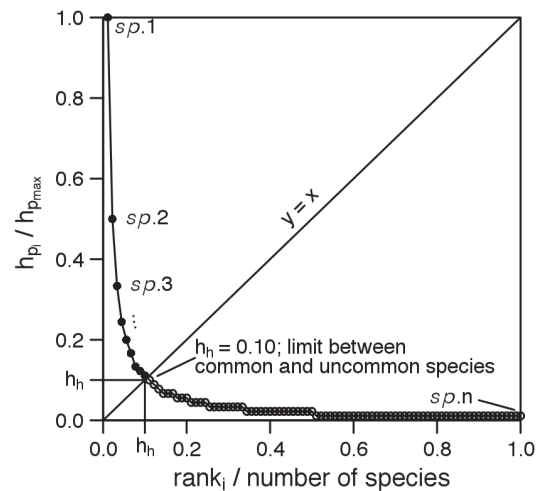 1.0
sp.1
0.8
0.6
y = x
h_pi / h_pmax
sp.2
0.4
sp.3
...
0.2
h_h = 0.10; limit between
common and uncommon species
h_h
sp.n
0.0
0.0 h_h 0.2 0.4 0.6 0.8 1.0
rank_i / number of species